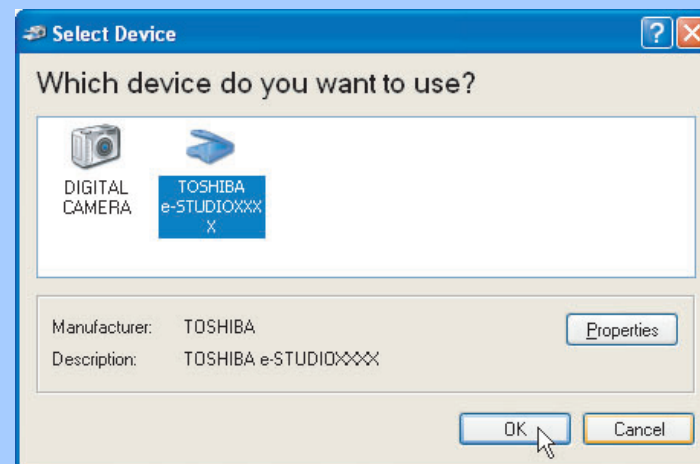 Select Device
Which device do you want to use?
DIGITAL
CAMERA
TOSHIBA
e-STUDIOXXX
X
Manufacturer: TOSHIBA
Properties
Description: TOSHIBA e-STUDIOXXXX
OK
Cancel